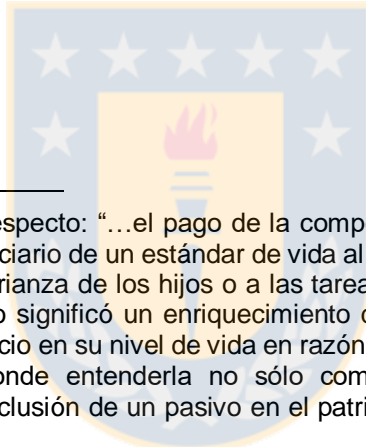 especto: “…el pago de la comp
ciario de un estándar de vida al
rianza de los hijos o a las tarea
o significó un enriquecimiento
cio en su nivel de vida en razón
onde entenderla no sólo com
clusión de un pasivo en el patri